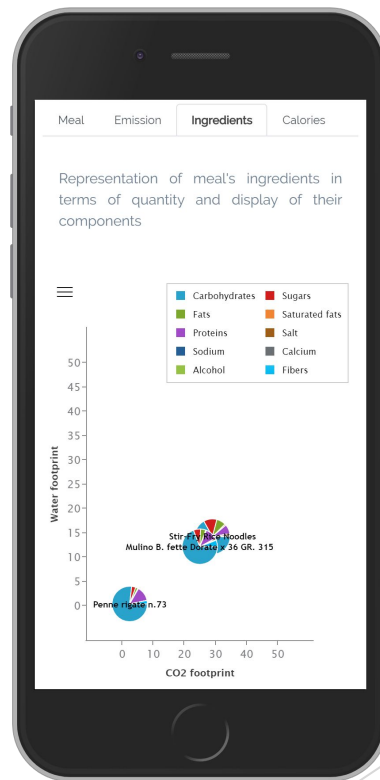 Meal Emission Ingredients Calories
Representation of meal's ingredients in
terms of quantity and display of their
components
Carbohydrates Sugars
Fats Saturated fats
Proteins Salt
Sodium Calcium
Alcohol Fibers
50
45
40
35
30
25
20
15
10
5
0
Water footprint
Stir-Fry Rice Noodles
Mulino B. fette Dorate x 36 GR. 315
Penne rigate n.73
0 10 20 30 40 50
CO2 footprint